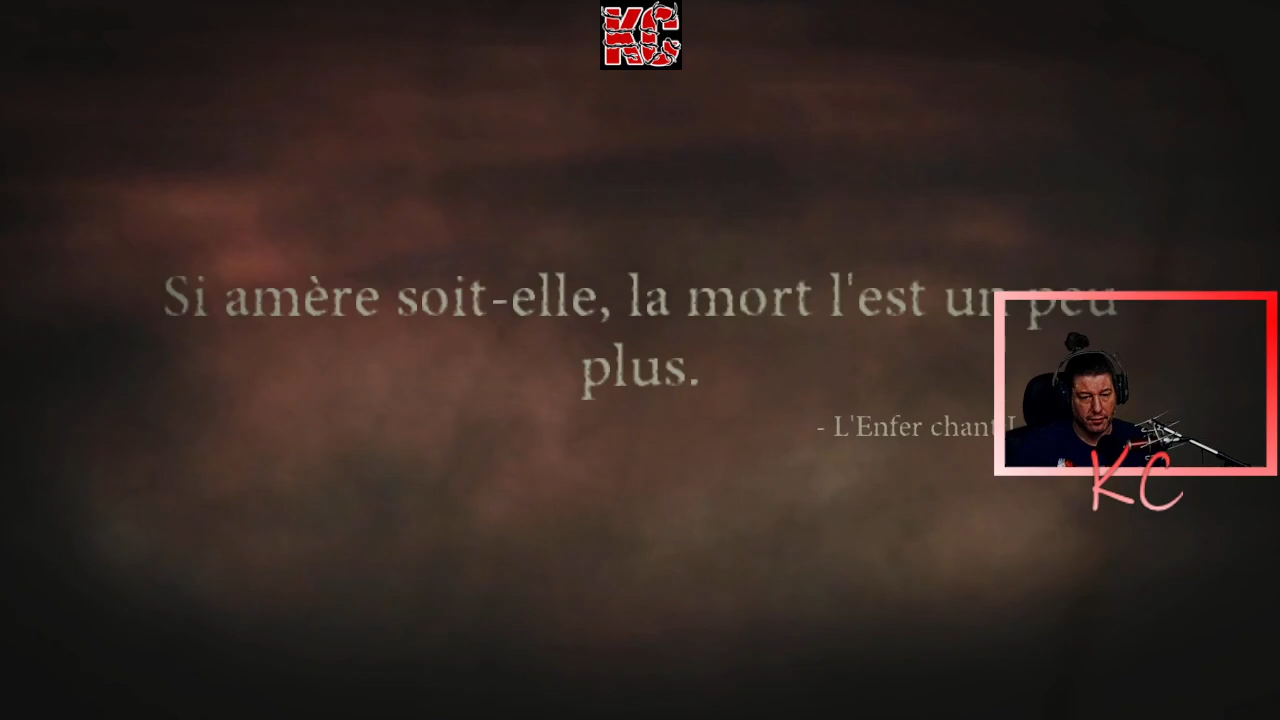 KC
Si amère soit-elle, la mort l'est un peu
plus.
- L'Enfer chant I
KC